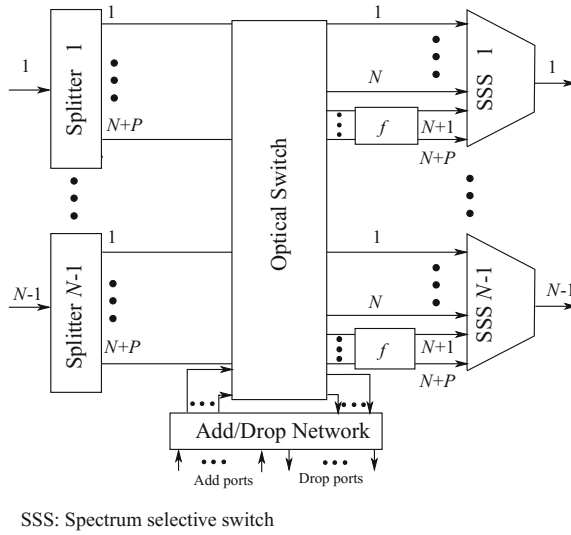 1
Splitter 1
1
N+P
Optical Switch
1
N
f
N+1
N+P
SSS 1
1
N-1
Splitter N-1
1
N+P
1
N
f
N+1
N+P
SSS N-1
N-1
Add/Drop Network
Add ports
Drop ports
SSS: Spectrum selective switch